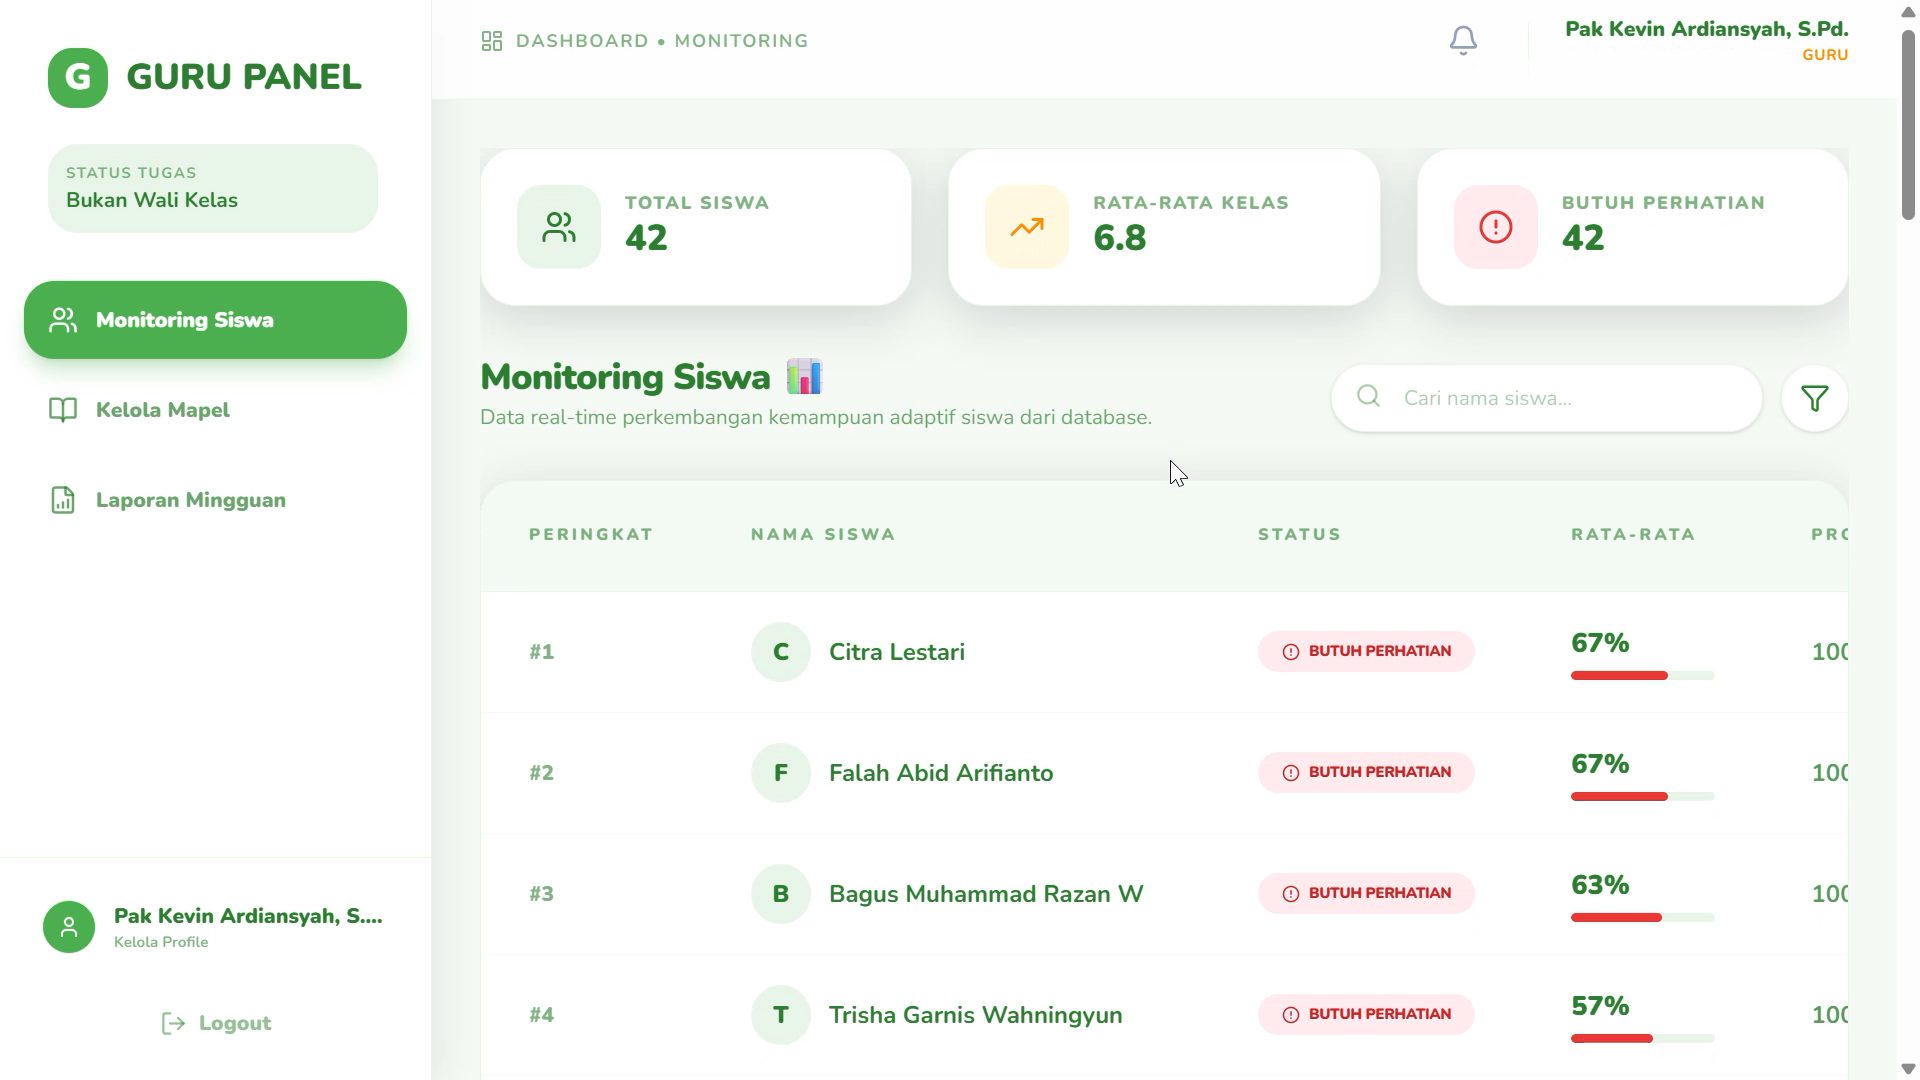 G GURU PANEL
STATUS TUGAS
Bukan Wali Kelas
Monitoring Siswa
Kelola Mapel
Laporan Mingguan
Pak Kevin Ardiansyah, S....
Kelola Profile
Logout
DASHBOARD • MONITORING
Pak Kevin Ardiansyah, S.Pd.
GURU
TOTAL SISWA
42
RATA-RATA KELAS
6.8
BUTUH PERHATIAN
42
Monitoring Siswa
Data real-time perkembangan kemampuan adaptif siswa dari database.
Cari nama siswa...
PERINGKAT NAMA SISWA STATUS RATA-RATA
#1 C Citra Lestari BUTUH PERHATIAN 67% 100
#2 F Falah Abid Arifianto BUTUH PERHATIAN 67% 100
#3 B Bagus Muhammad Razan W BUTUH PERHATIAN 63% 100
#4 T Trisha Garnis Wahningyun BUTUH PERHATIAN 57% 100